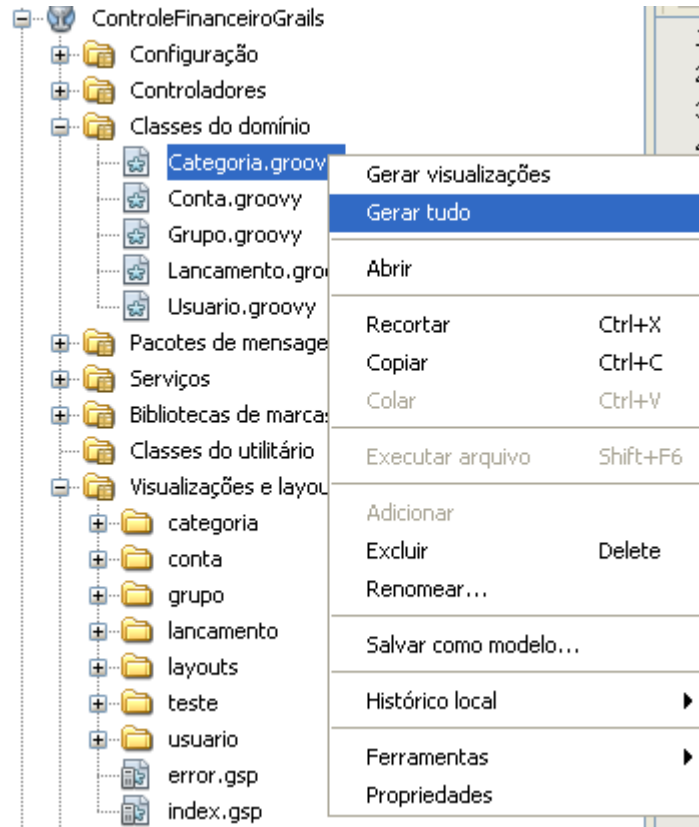 ControleFinanceiroGrails
Configuração
Controladores
Classes do domínio
Categoria.groov
Conta.groovy
Grupo.groovy
Lancamento.gro
Usuario.groovy
Pacotes de mensage
Serviços
Bibliotecas de marca
Classes do utilitário
Visualizações e layou
categoria
conta
grupo
lancamento
layouts
teste
usuario
error.gsp
index.gsp
Gerar visualizações
Gerar tudo
Abrir
Recortar Ctrl+X
Copiar Ctrl+C
Colar Ctrl+V
Executar arquivo Shift+F6
Adicionar
Excluir Delete
Renomear...
Salvar como modelo...
Histórico local
Ferramentas
Propriedades